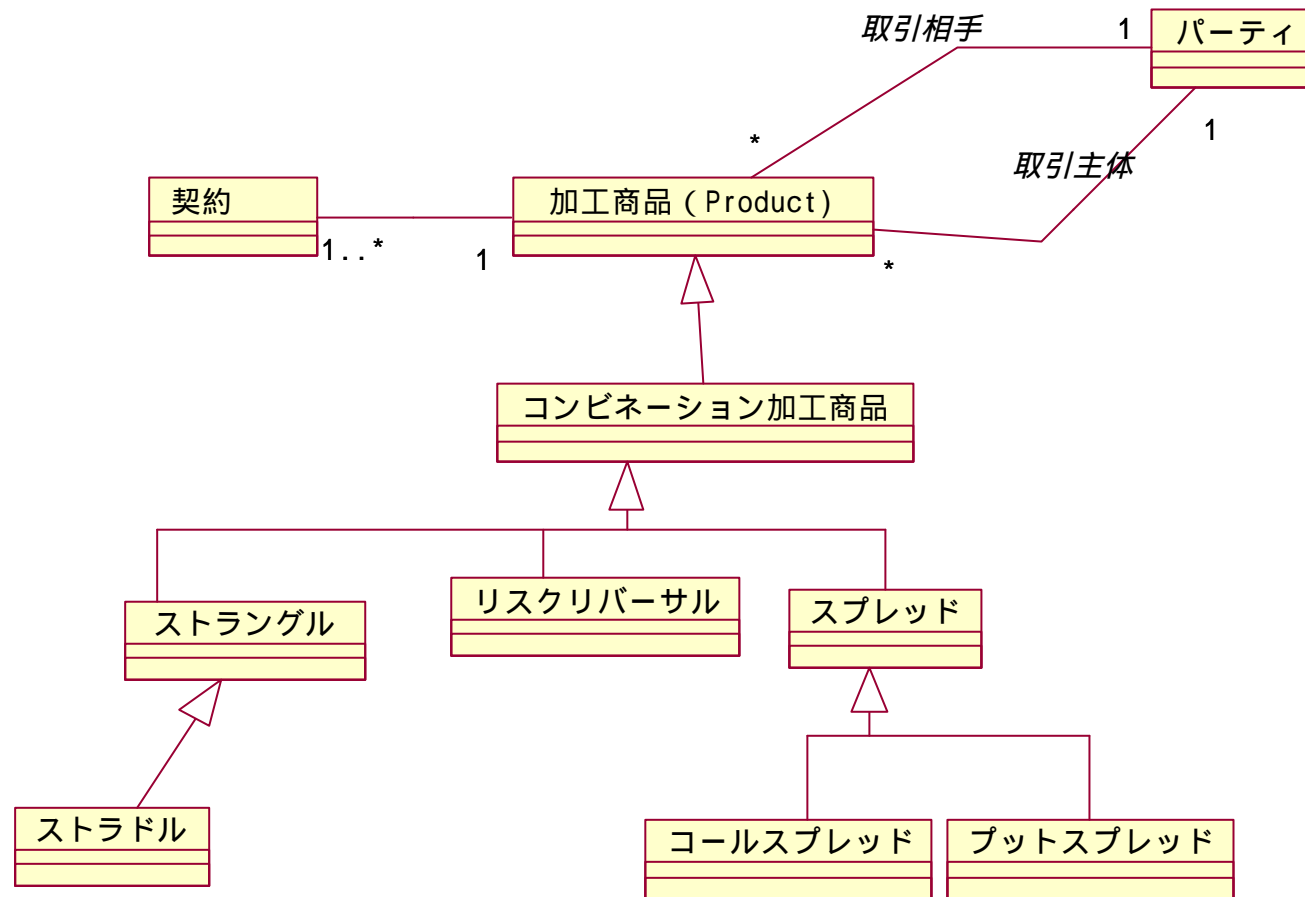 取引相手
1
パーティ
*
1
取引主体
契約
加工商品（Product）
1..*
1
*
コンビネーション加工商品
ストラングル
リスクリバーサル
スプレッド
ストラドル
コールスプレッド
プットスプレッド